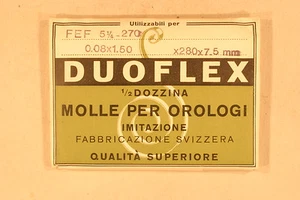 Utilizzabili per
FEF 5¼-270
0.08x1.50 x280x7.5 mm
DUOFLEX
½ DOZZINA
MOLLE PER OROLOGI
IMITAZIONE
FABBRICAZIONE SVIZZERA
QUALITÀ SUPERIORE